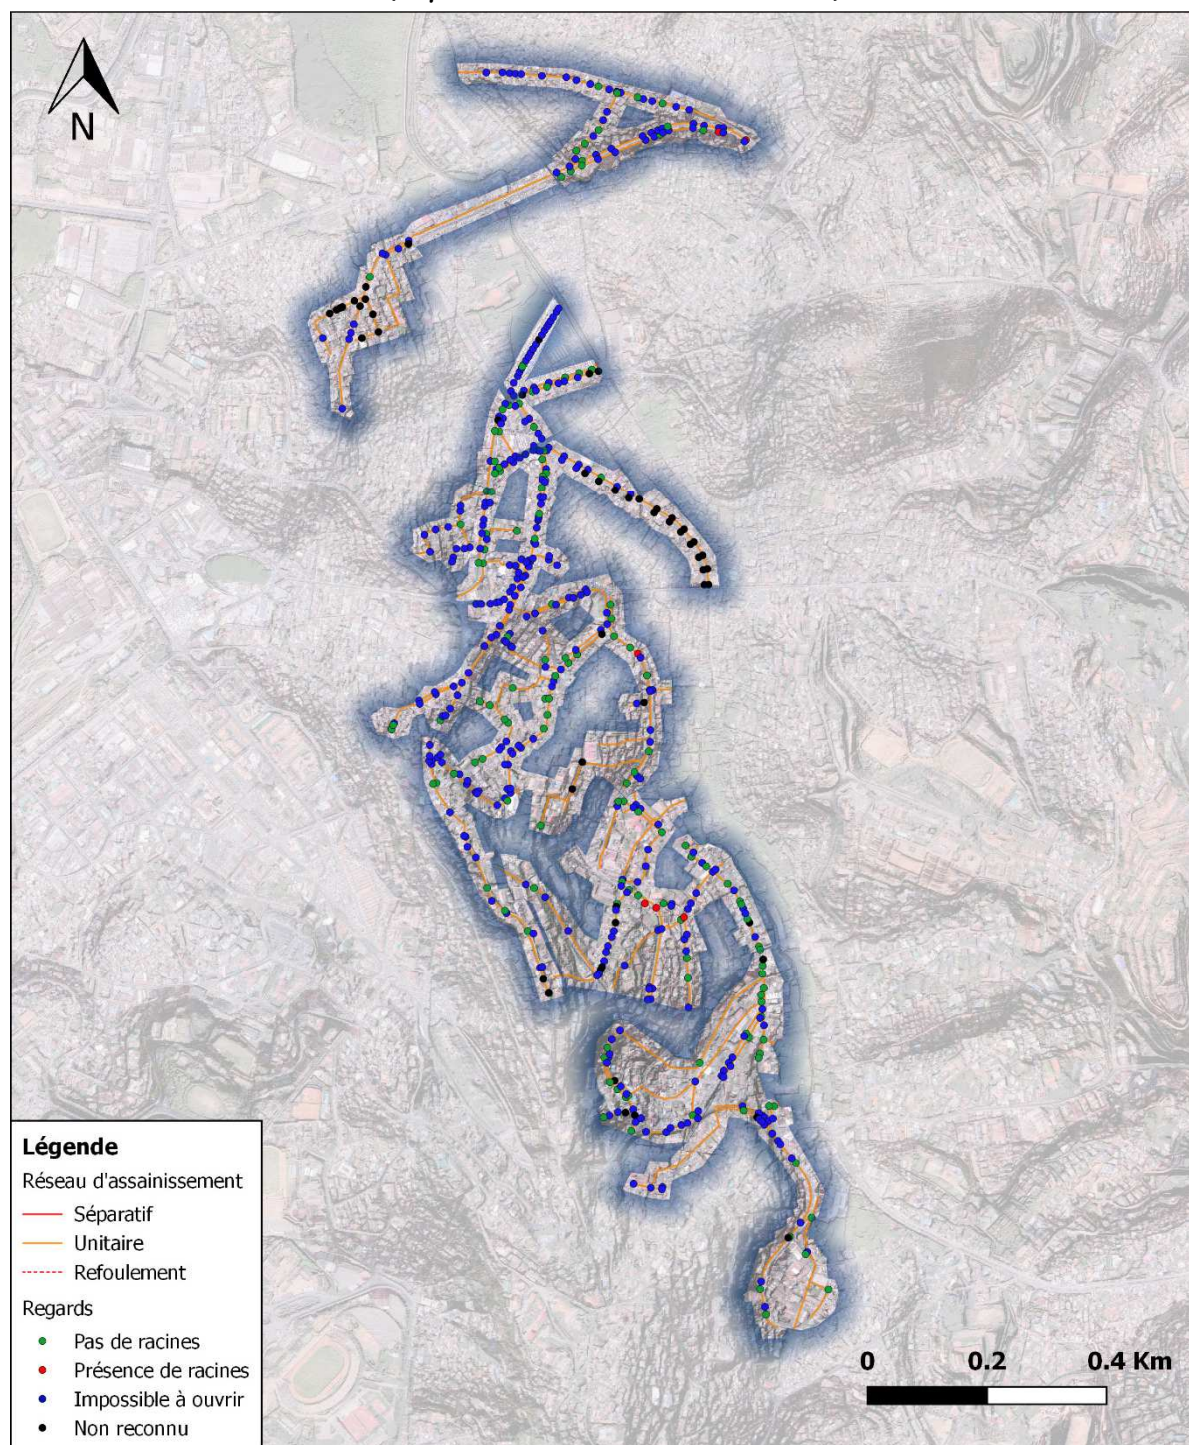 N
Légende
Réseau d'assainissement
Séparatif
Unitaire
Refoulement
Regards
Pas de racines
Présence de racines
Impossible à ouvrir
Non reconnu
0 0.2 0.4 Km